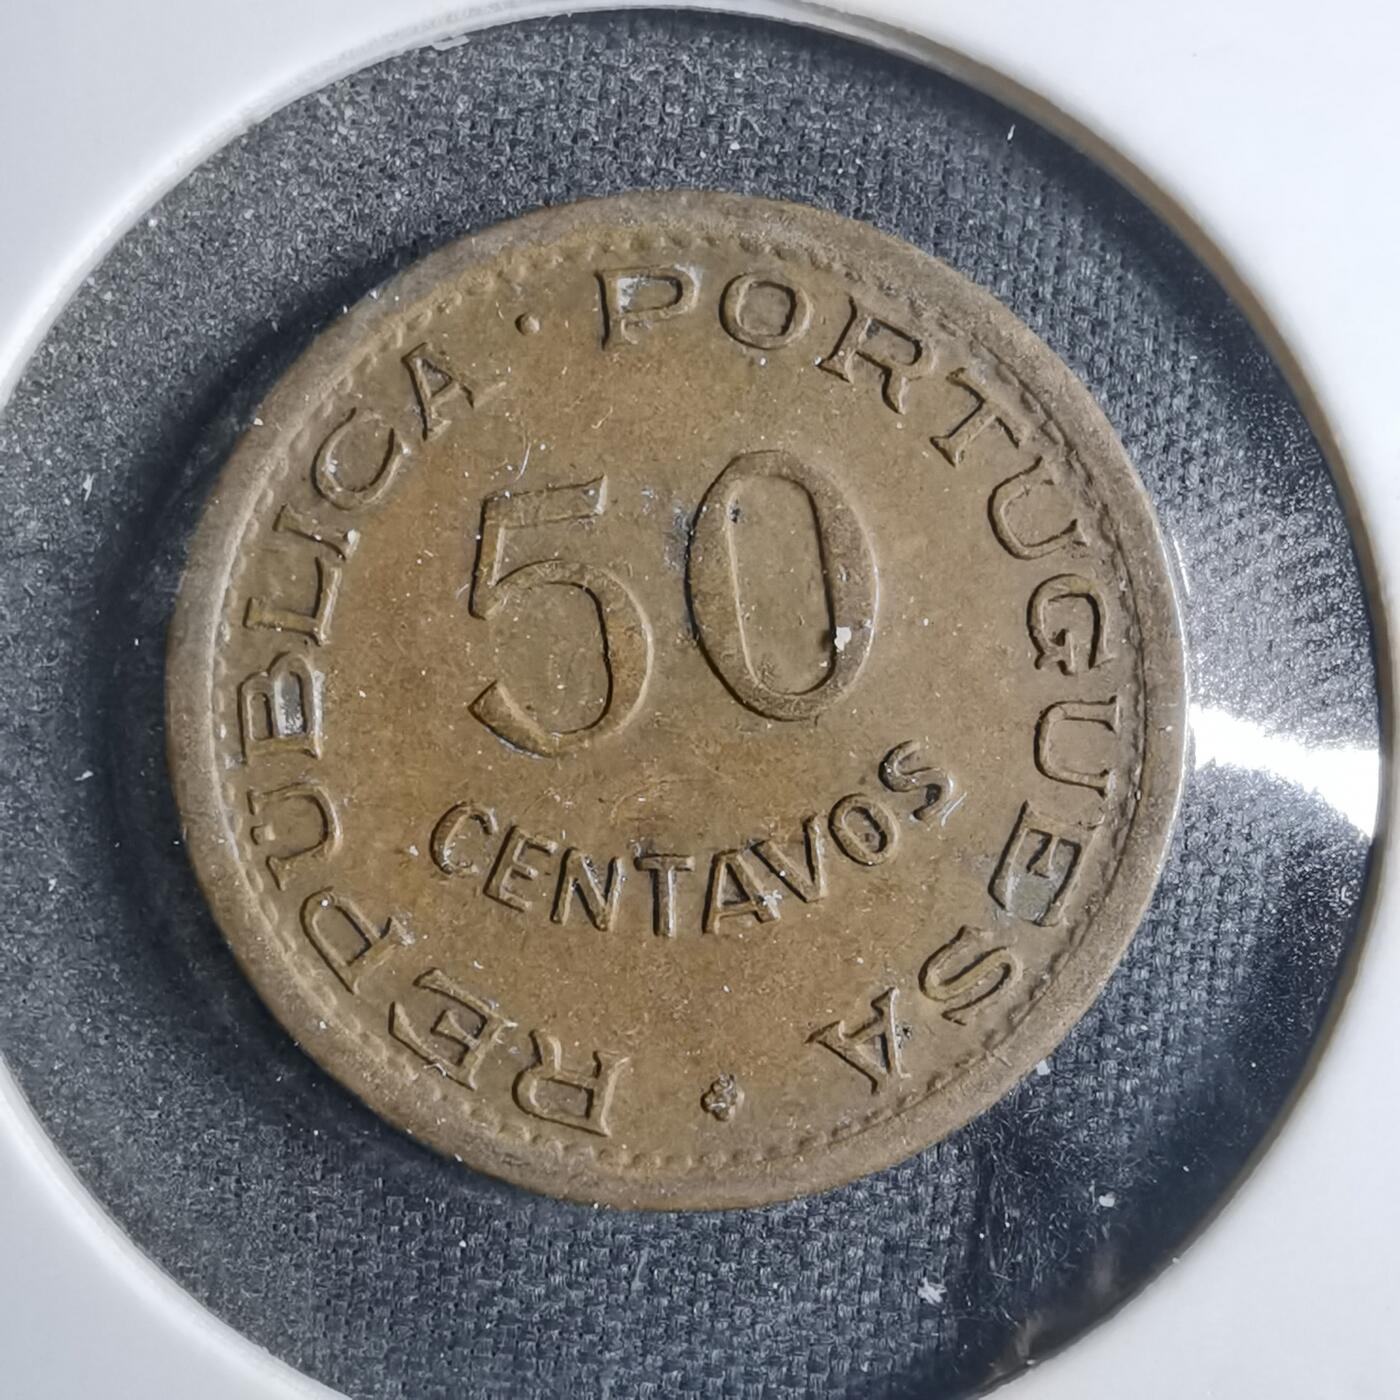 REPUBLICA · PORTUGUESA
50
CENTAVOS